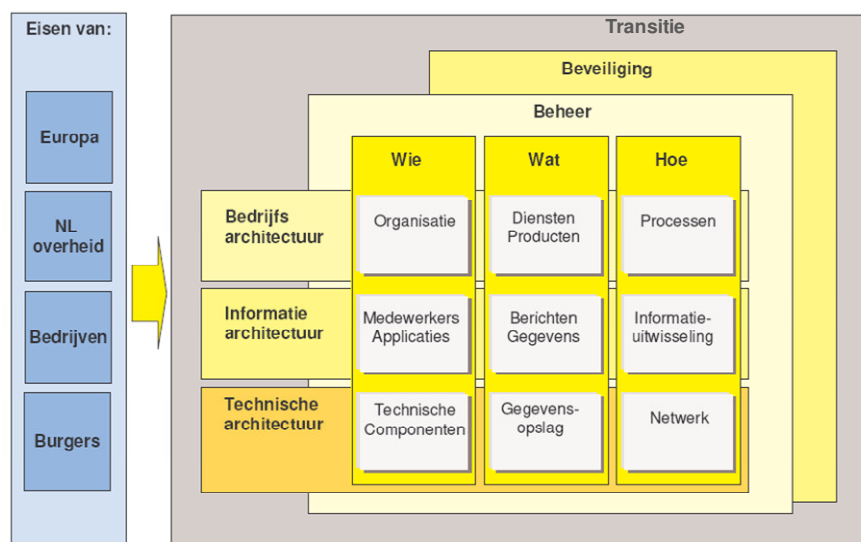 Eisen van:
Europa
NL
overheid
Bedrijven
Burgers
Transitie
Beveiliging
Beheer
Wie
Wat
Hoe
Bedrijfs
architectuur
Organisatie
Diensten
Producten
Processen
Informatie
architectuur
Medewerkers
Applicaties
Berichten
Gegevens
Informatie-
uitwisseling
Technische
architectuur
Technische
Componenten
Gegevens-
opslag
Netwerk